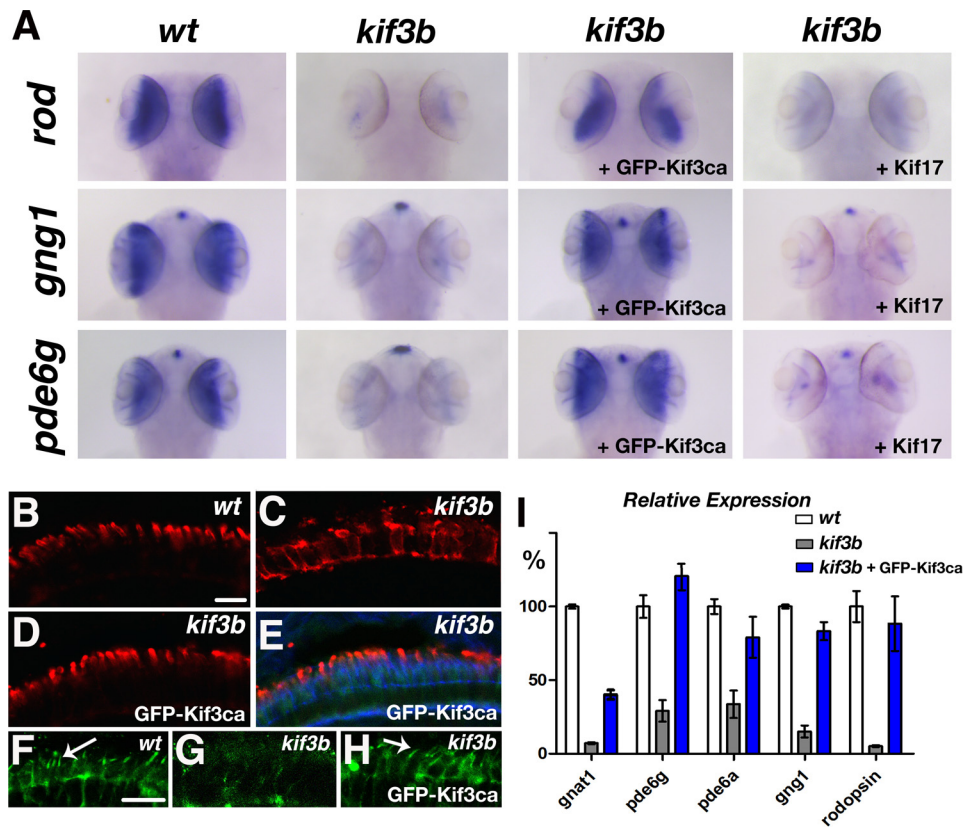 A
wt kif3b kif3b kif3b
rod
+ GFP-Kif3ca
+ Kif17
gng1
+ GFP-Kif3ca
+ Kif17
pde6g
+ GFP-Kif3ca
+ Kif17
B wt
C kif3b
D kif3b
GFP-Kif3ca
E kif3b
GFP-Kif3ca
F wt
G kif3b
H kif3b
GFP-Kif3ca
I
Relative Expression
wt
kif3b
kif3b + GFP-Kif3ca
%
100
50
0
gnat1
pde6g
pde6a
gng1
rodopsin